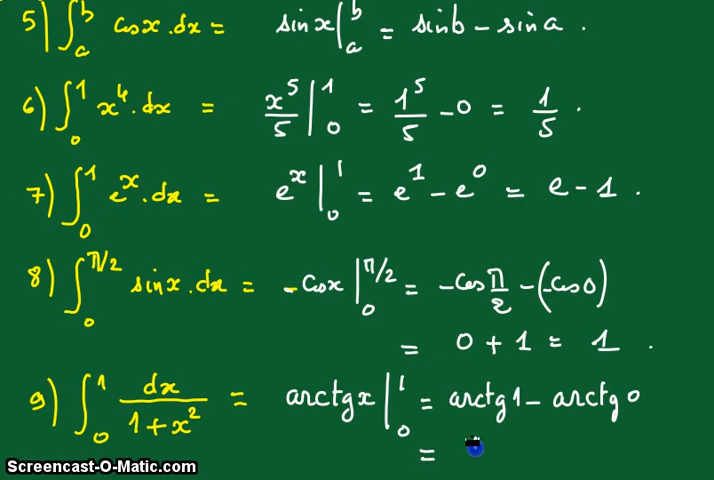 5) ∫_a^b cosx.dx = sinx|_a^b = sinb - sina .
6) ∫_0^1 x^4.dx = x^5/5|_0^1 = 1^5/5 - 0 = 1/5 .
7) ∫_0^1 e^x.dx = e^x|_0^1 = e^1 - e^0 = e - 1 .
8) ∫_0^π/2 sinx.dx = -cosx|_0^π/2 = -cos π/2 - (-cos0)
= 0 + 1 = 1 .
9) ∫_0^1 dx/(1+x^2) = arctgx|_0^1 = arctg1 - arctg0
=
Screencast-O-Matic.com